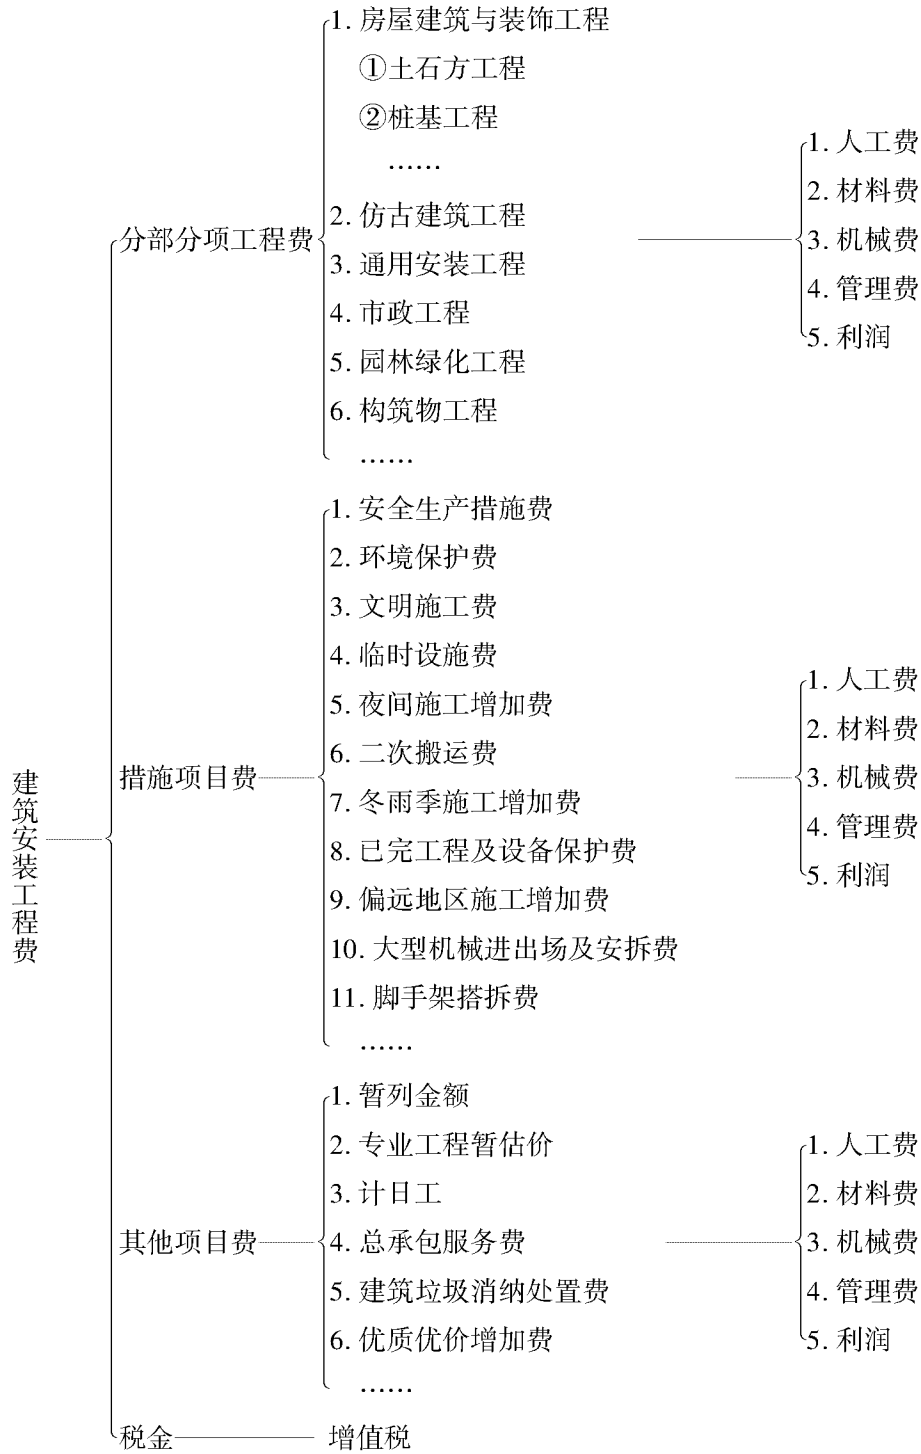 建筑安装工程费
分部分项工程费
1. 房屋建筑与装饰工程
①土石方工程
②桩基工程
……
2. 仿古建筑工程
3. 通用安装工程
4. 市政工程
5. 园林绿化工程
6. 构筑物工程
……
1. 人工费
2. 材料费
3. 机械费
4. 管理费
5. 利润
措施项目费
1. 安全生产措施费
2. 环境保护费
3. 文明施工费
4. 临时设施费
5. 夜间施工增加费
6. 二次搬运费
7. 冬雨季施工增加费
8. 已完工程及设备保护费
9. 偏远地区施工增加费
10. 大型机械进出场及安拆费
11. 脚手架搭拆费
……
1. 人工费
2. 材料费
3. 机械费
4. 管理费
5. 利润
其他项目费
1. 暂列金额
2. 专业工程暂估价
3. 计日工
4. 总承包服务费
5. 建筑垃圾消纳处置费
6. 优质优价增加费
……
1. 人工费
2. 材料费
3. 机械费
4. 管理费
5. 利润
税金
增值税